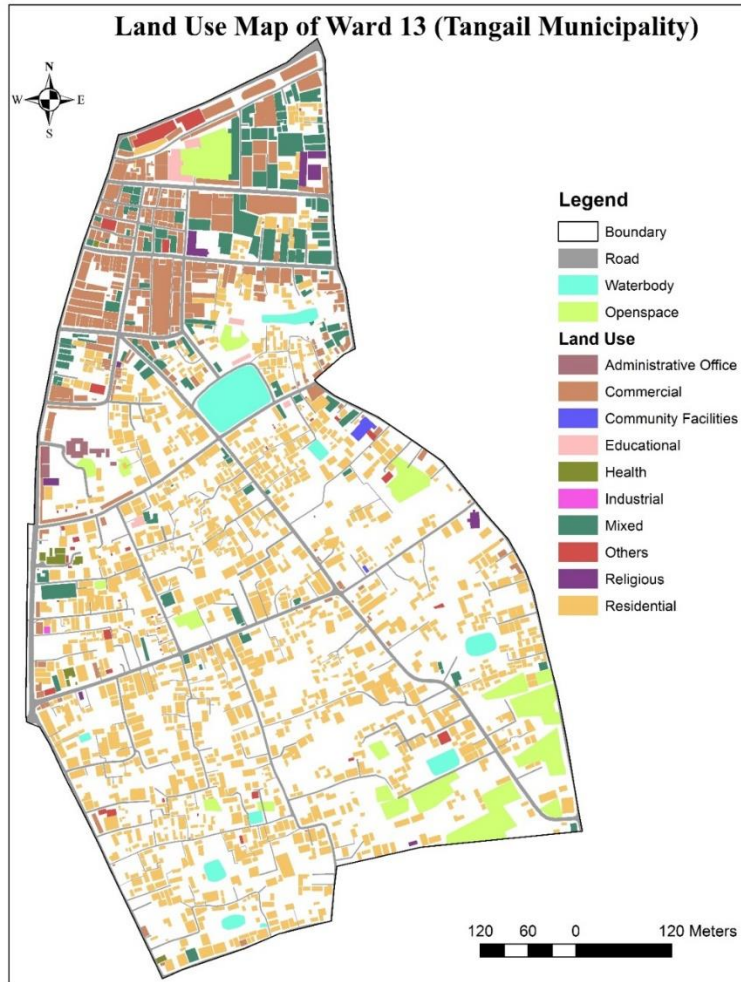 Land Use Map of Ward 13 (Tangail Municipality)
N
W E
S
Legend
Boundary
Road
Waterbody
Openspace
Land Use
Administrative Office
Commercial
Community Facilities
Educational
Health
Industrial
Mixed
Others
Religious
Residential
120 60 0 120 Meters